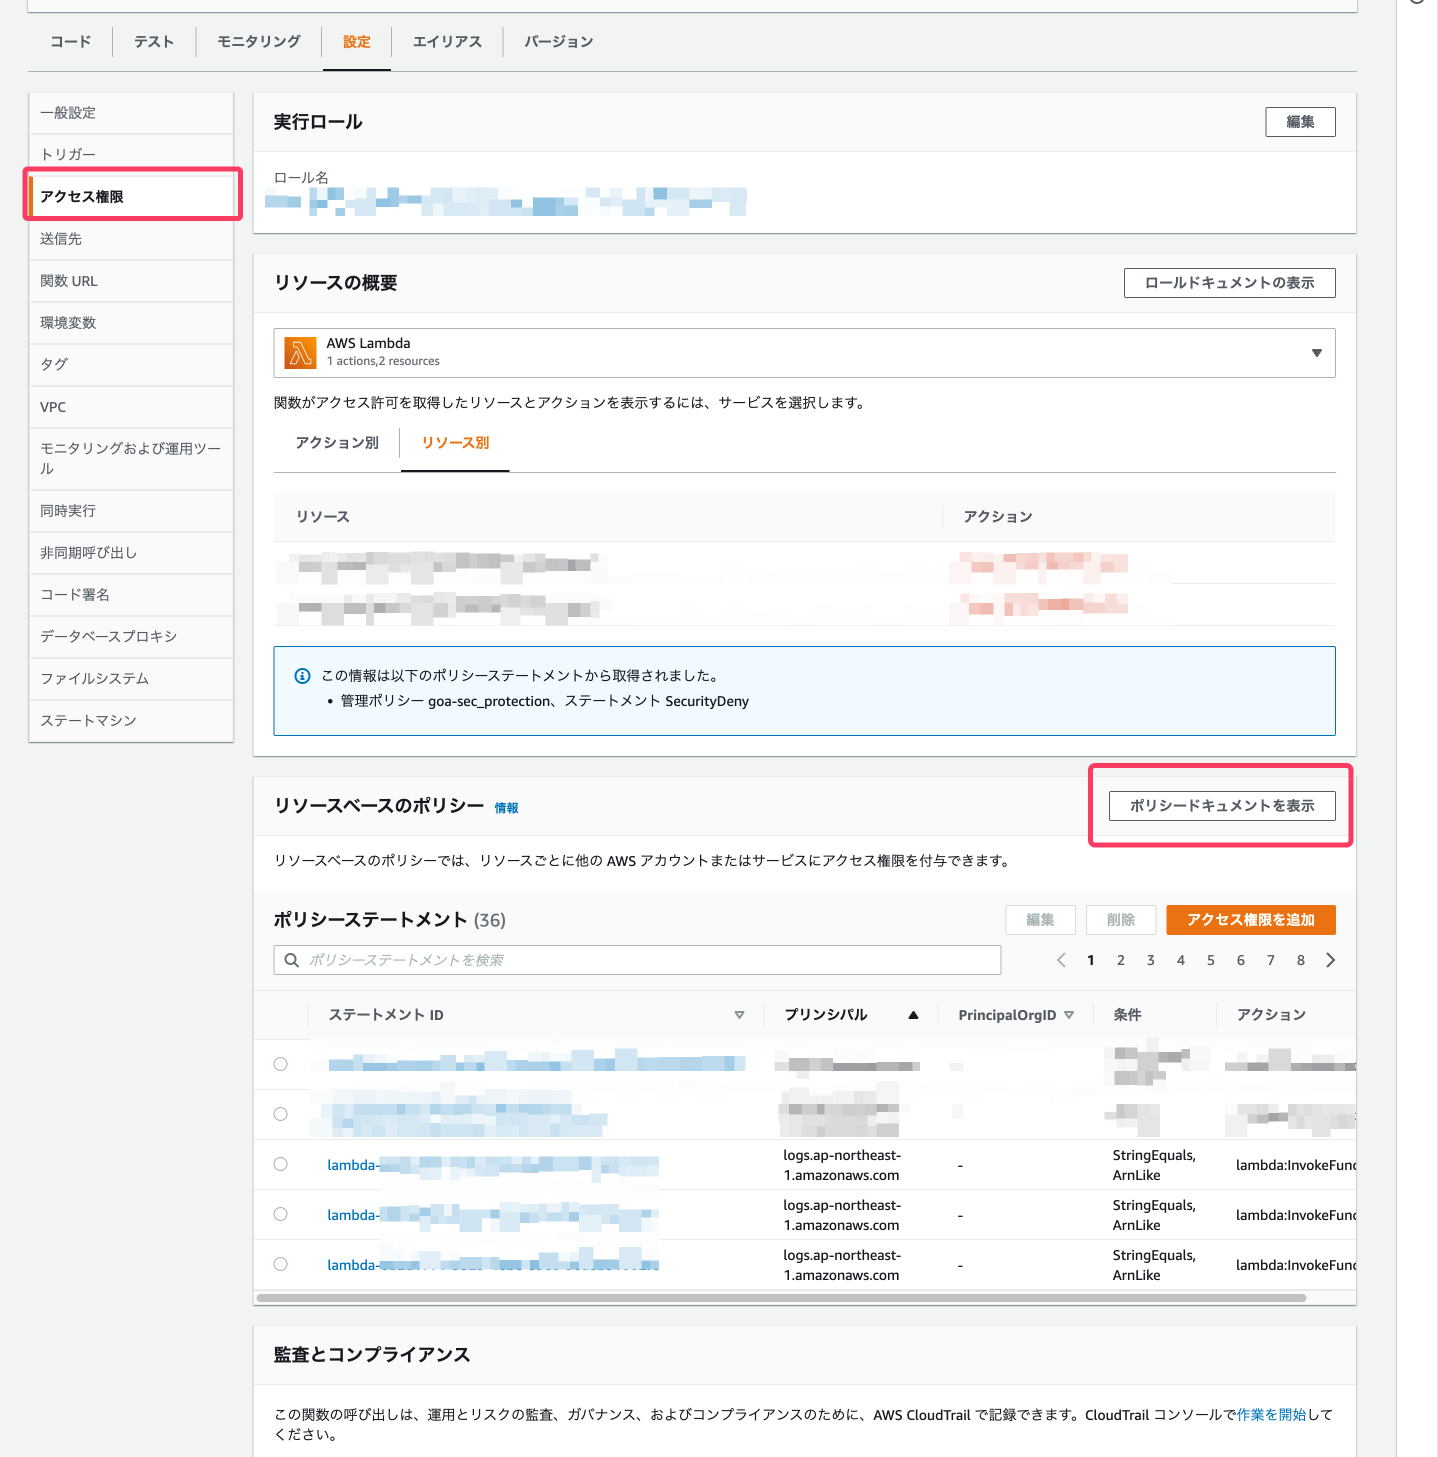 コード
テスト
モニタリング
設定
エイリアス
バージョン
一般設定
トリガー
アクセス権限
送信先
関数 URL
環境変数
タグ
VPC
モニタリングおよび運用ツー
ル
同時実行
非同期呼び出し
コード署名
データベースプロキシ
ファイルシステム
ステートマシン
実行ロール
編集
ロール名
リソースの概要
ロールドキュメントの表示
AWS Lambda
1 actions,2 resources
関数がアクセス許可を取得したリソースとアクションを表示するには、サービスを選択します。
アクション別
リソース別
リソース
アクション
この情報は以下のポリシーステートメントから取得されました。
• 管理ポリシー goa-sec_protection、ステートメント SecurityDeny
リソースベースのポリシー 情報
ポリシードキュメントを表示
リソースベースのポリシーでは、リソースごとに他の AWS アカウントまたはサービスにアクセス権限を付与できます。
ポリシーステートメント (36)
編集
削除
アクセス権限を追加
ポリシーステートメントを検索
1 2 3 4 5 6 7 8
ステートメント ID
プリンシパル
PrincipalOrgID
条件
アクション
lambda-
logs.ap-northeast-
1.amazonaws.com
-
StringEquals,
ArnLike
lambda:InvokeFunc
lambda-
logs.ap-northeast-
1.amazonaws.com
-
StringEquals,
ArnLike
lambda:InvokeFunc
lambda-
logs.ap-northeast-
1.amazonaws.com
-
StringEquals,
ArnLike
lambda:InvokeFunc
監査とコンプライアンス
この関数の呼び出しは、運用とリスクの監査、ガバナンス、およびコンプライアンスのために、AWS CloudTrail で記録できます。CloudTrail コンソールで作業を開始して
ください。